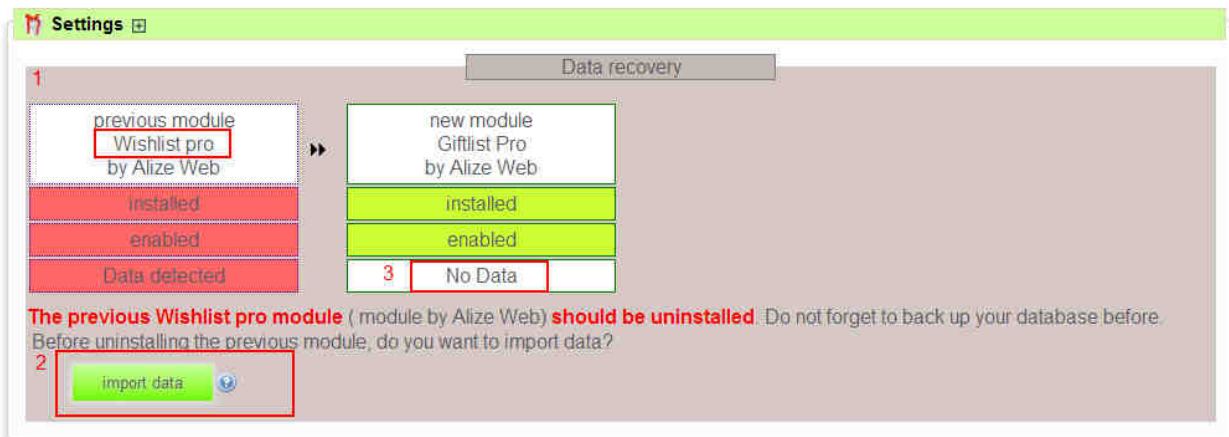 Settings
Data recovery
1
previous module
Wishlist pro
by Alize Web
new module
Giftlist Pro
by Alize Web
installed
installed
enabled
enabled
Data detected
3
No Data
The previous Wishlist pro module ( module by Alize Web) should be uninstalled. Do not forget to back up your database before.
Before uninstalling the previous module, do you want to import data?
2
import data
?